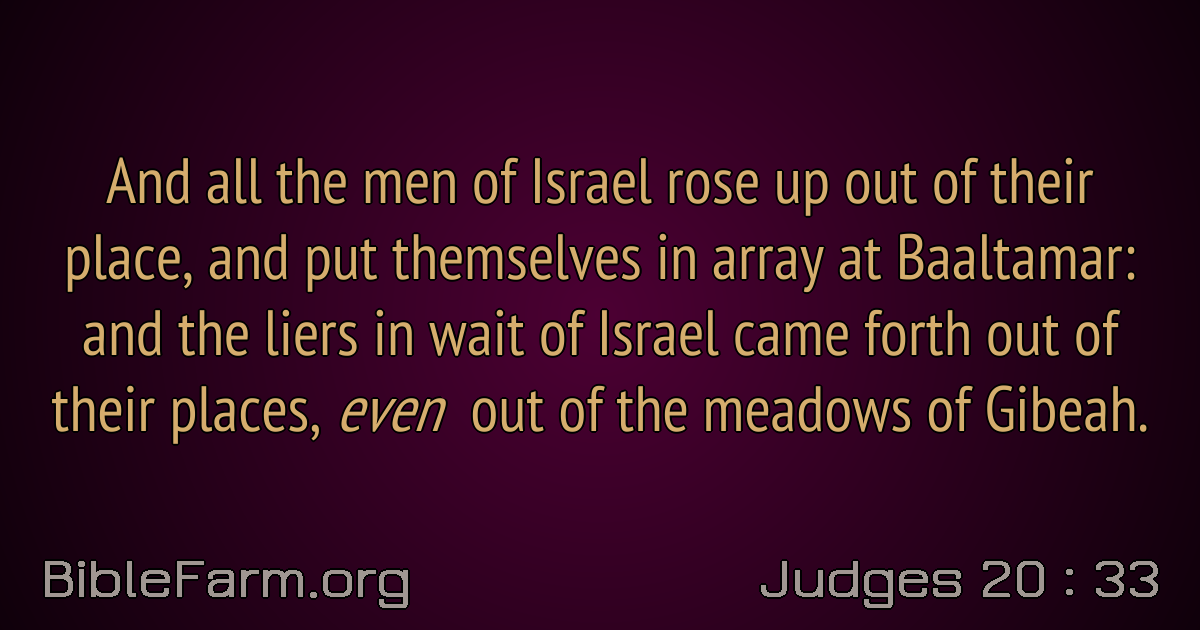 And all the men of Israel rose up out of their
place, and put themselves in array at Baaltamar:
and the liers in wait of Israel came forth out of
their places, even out of the meadows of Gibeah.
BibleFarm.org
Judges 20 : 33